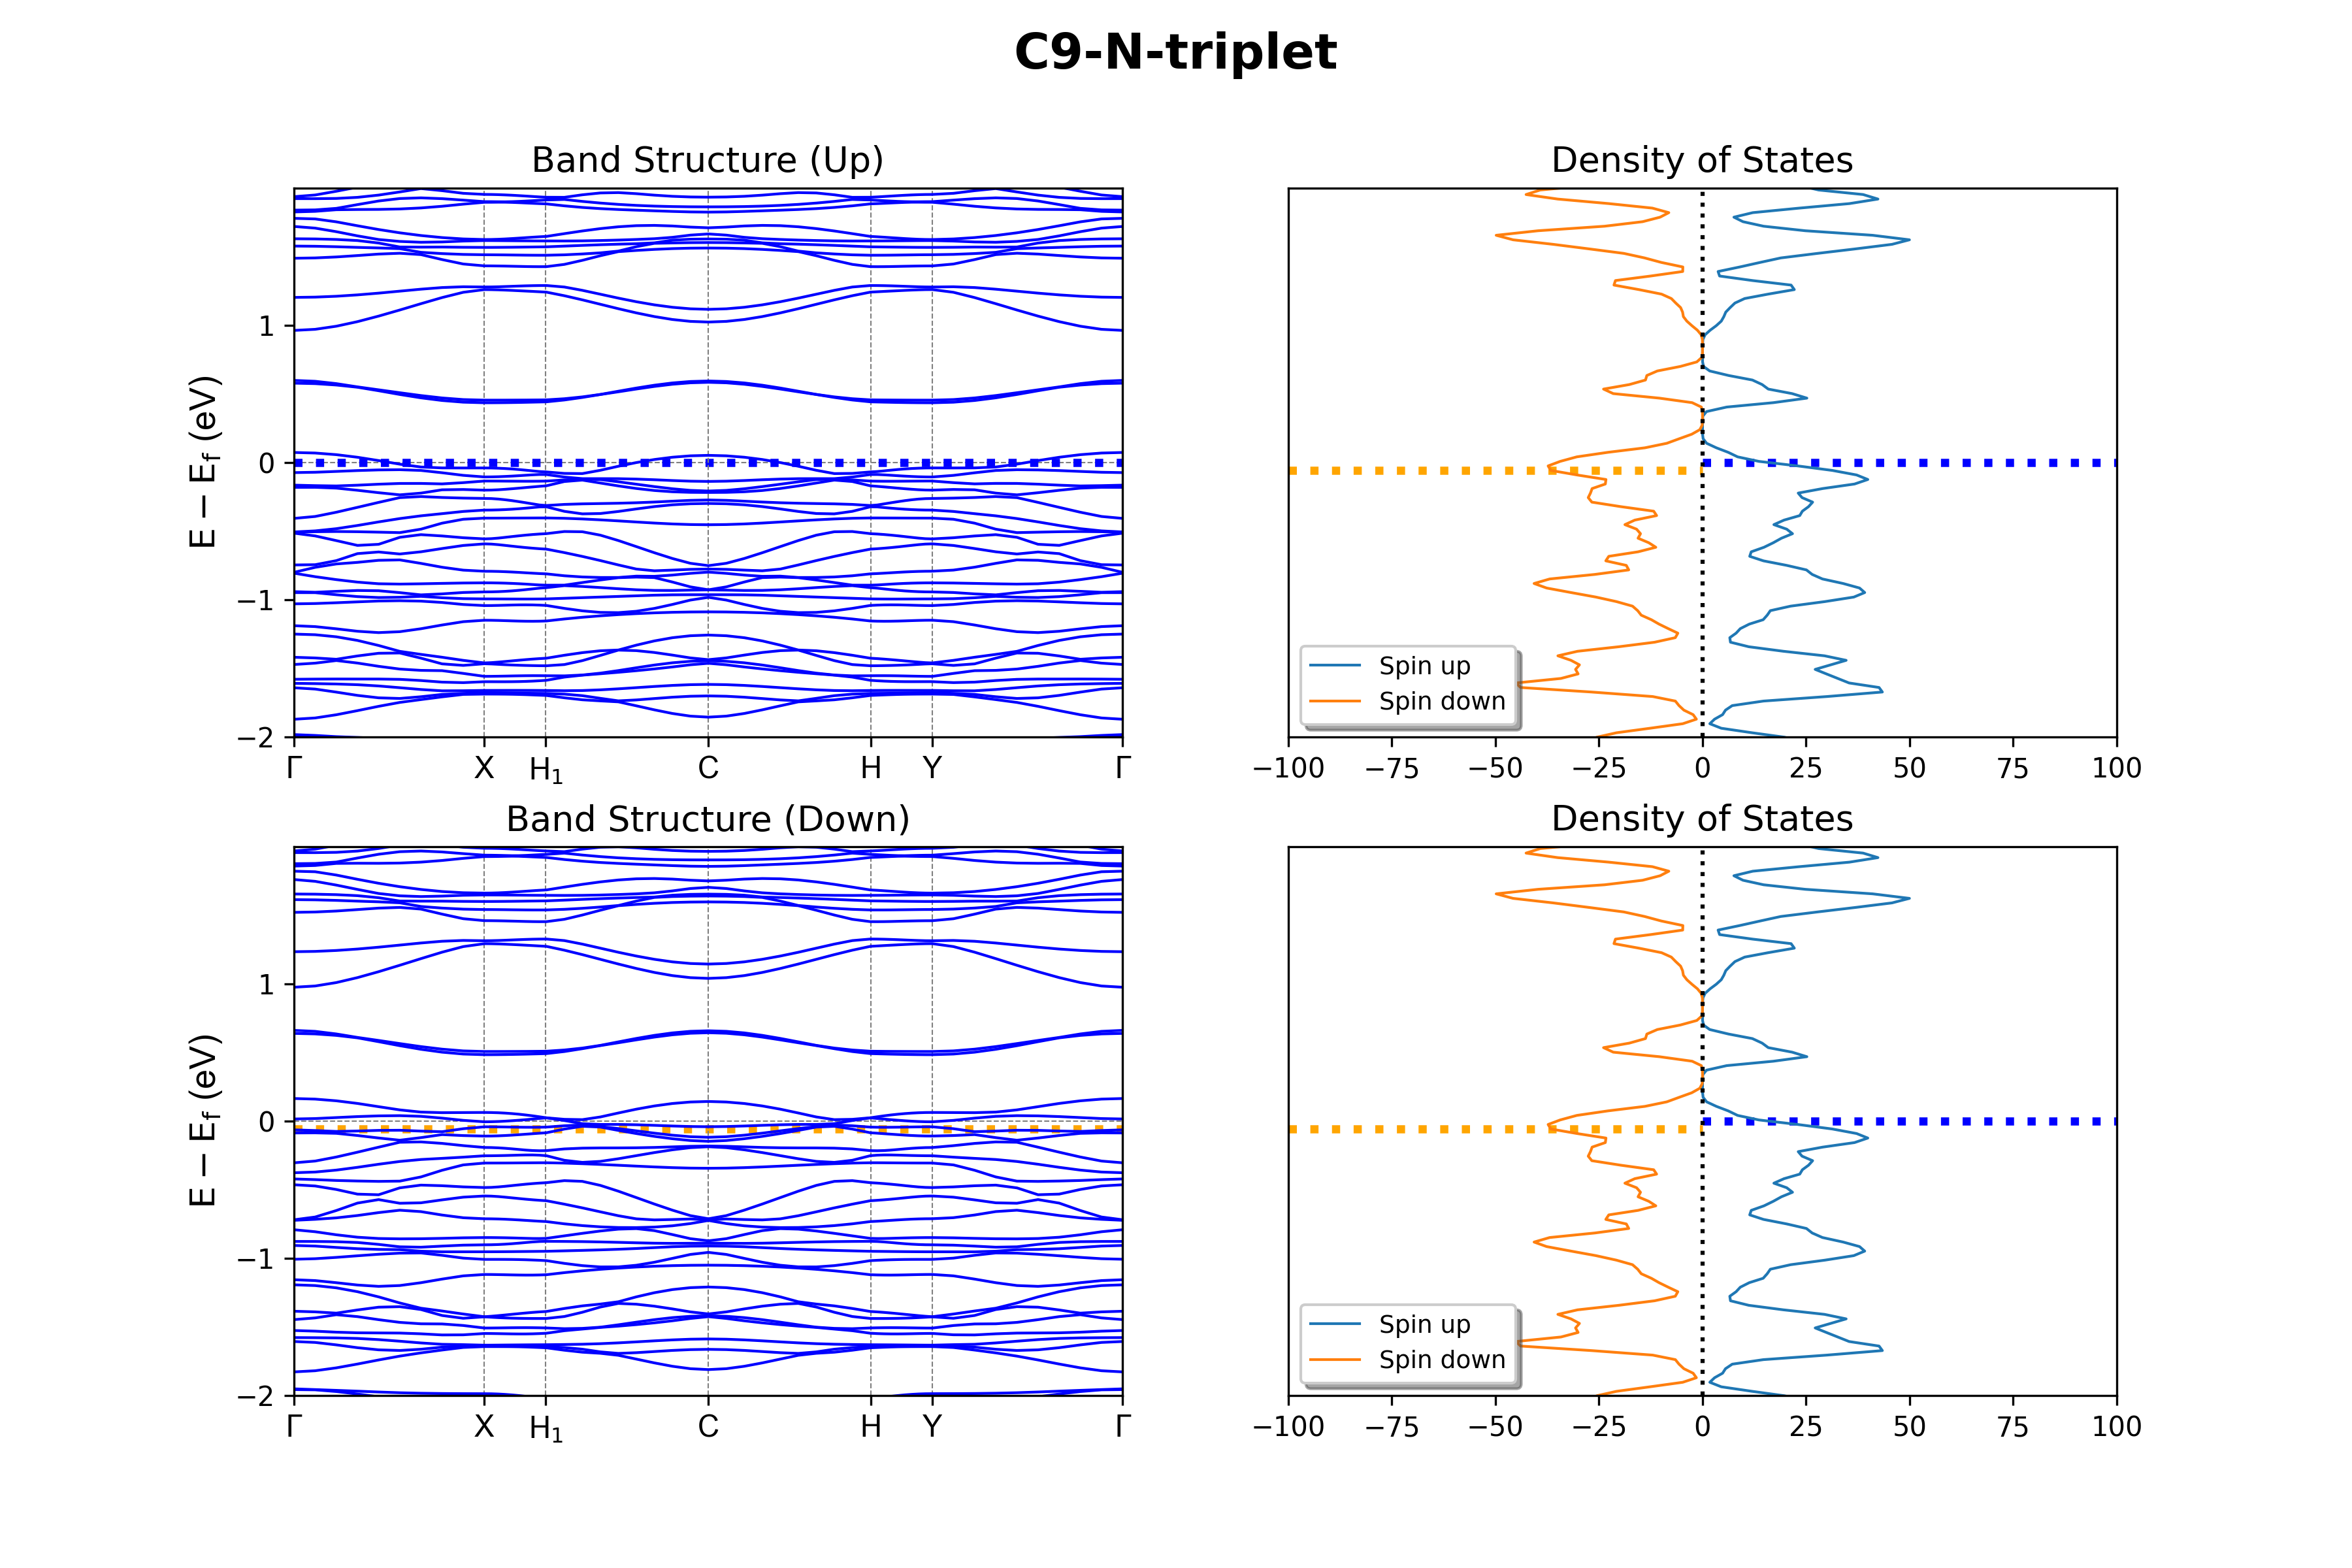 C9-N-triplet
Band Structure (Up)
E − E_f (eV)
1
0
−1
−2
Γ X H₁ C H Y Γ
Density of States
Spin up
Spin down
−100 −75 −50 −25 0 25 50 75 100
Band Structure (Down)
E − E_f (eV)
1
0
−1
−2
Γ X H₁ C H Y Γ
Density of States
Spin up
Spin down
−100 −75 −50 −25 0 25 50 75 100